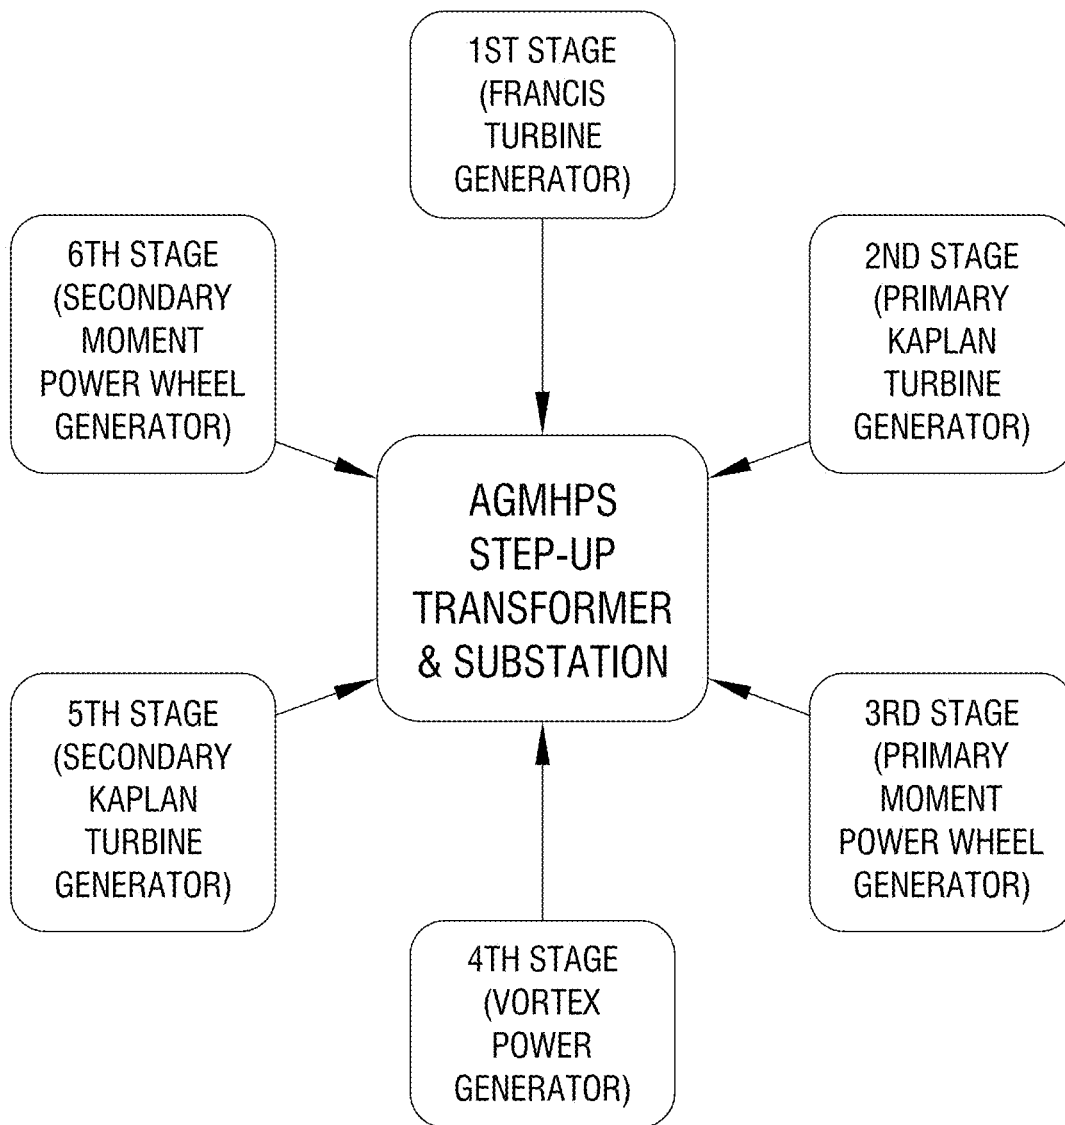 1ST STAGE
(FRANCIS
TURBINE
GENERATOR)
6TH STAGE
(SECONDARY
MOMENT
POWER WHEEL
GENERATOR)
2ND STAGE
(PRIMARY
KAPLAN
TURBINE
GENERATOR)
AGMHPS
STEP-UP
TRANSFORMER
& SUBSTATION
5TH STAGE
(SECONDARY
KAPLAN
TURBINE
GENERATOR)
3RD STAGE
(PRIMARY
MOMENT
POWER WHEEL
GENERATOR)
4TH STAGE
(VORTEX
POWER
GENERATOR)